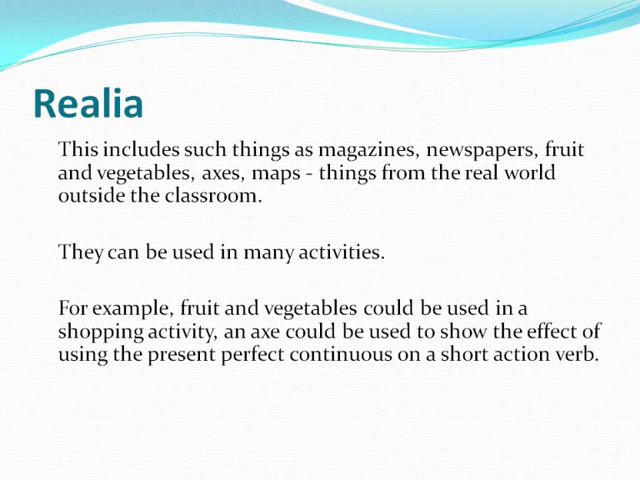 Realia
This includes such things as magazines, newspapers, fruit
and vegetables, axes, maps - things from the real world
outside the classroom.
They can be used in many activities.
For example, fruit and vegetables could be used in a
shopping activity, an axe could be used to show the effect of
using the present perfect continuous on a short action verb.